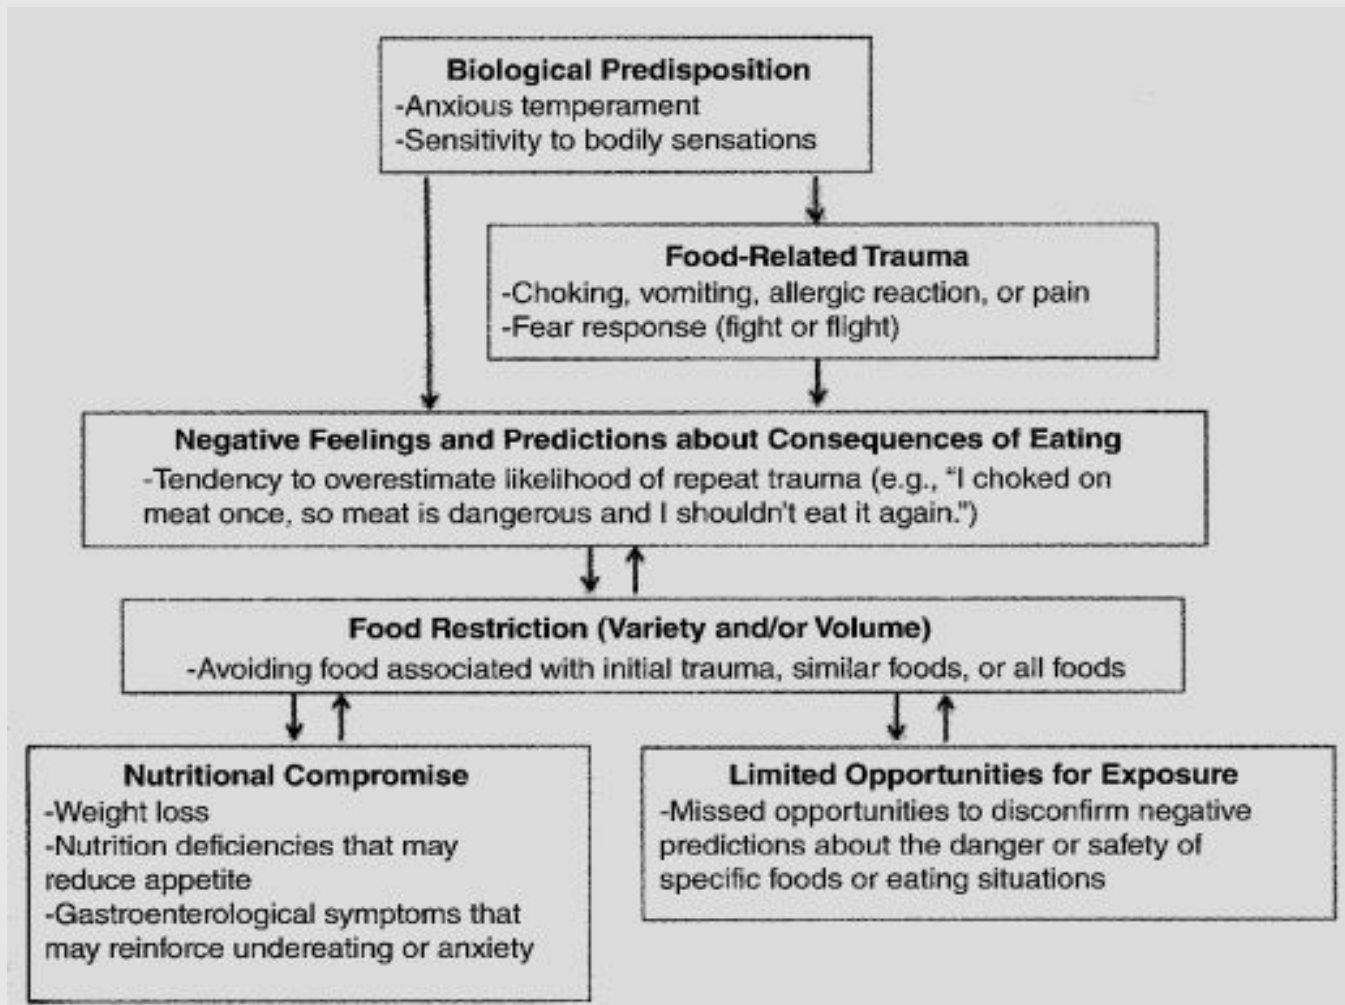 Biological Predisposition
-Anxious temperament
-Sensitivity to bodily sensations
Food-Related Trauma
-Choking, vomiting, allergic reaction, or pain
-Fear response (fight or flight)
Negative Feelings and Predictions about Consequences of Eating
-Tendency to overestimate likelihood of repeat trauma (e.g., “I choked on
meat once, so meat is dangerous and I shouldn't eat it again.”)
Food Restriction (Variety and/or Volume)
-Avoiding food associated with initial trauma, similar foods, or all foods
Nutritional Compromise
-Weight loss
-Nutrition deficiencies that may
reduce appetite
-Gastroenterological symptoms that
may reinforce undereating or anxiety
Limited Opportunities for Exposure
-Missed opportunities to disconfirm negative
predictions about the danger or safety of
specific foods or eating situations